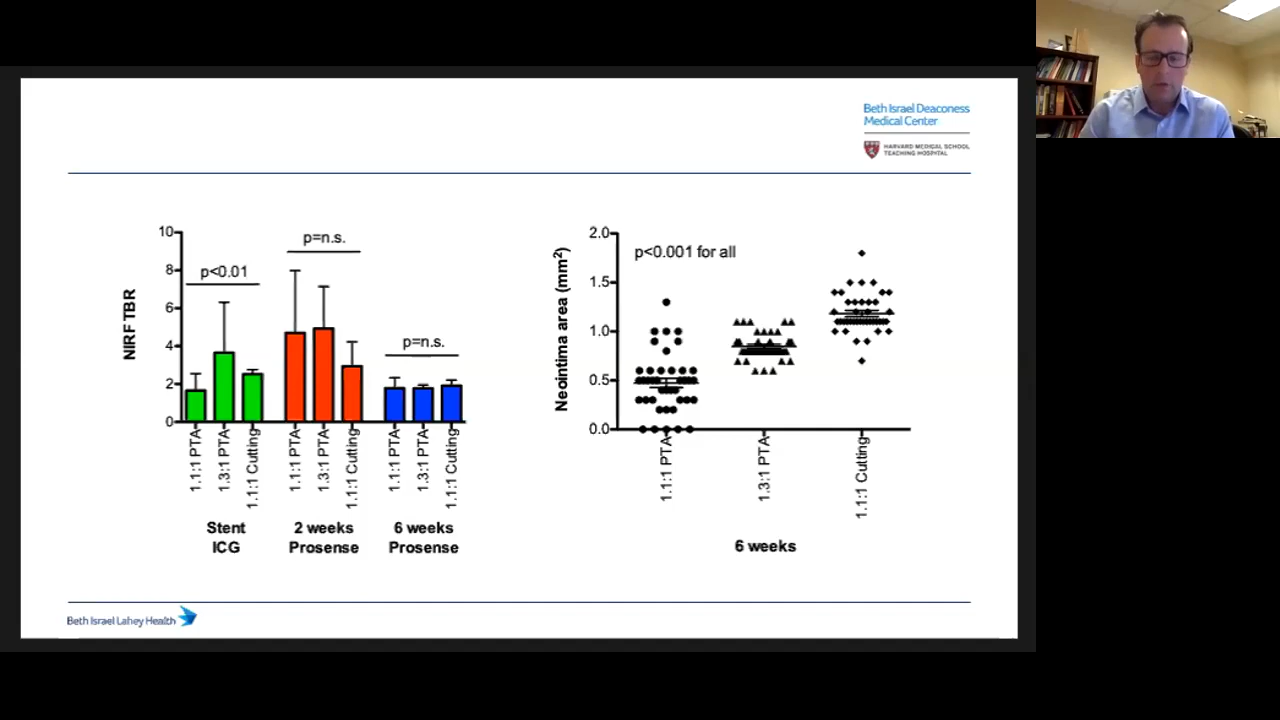 Beth Israel Deaconess
Medical Center
HARVARD MEDICAL SCHOOL
TEACHING HOSPITAL
NIRF TBR
10
8
6
4
2
0
p<0.01
p=n.s.
p=n.s.
1.1:1 PTA
1.3:1 PTA
1.1:1 Cutting
1.1:1 PTA
1.3:1 PTA
1.1:1 Cutting
1.1:1 PTA
1.3:1 PTA
1.1:1 Cutting
Stent
ICG
2 weeks
Prosense
6 weeks
Prosense
Neointima area (mm²)
2.0
1.5
1.0
0.5
0.0
p<0.001 for all
1.1:1 PTA
1.3:1 PTA
1.1:1 Cutting
6 weeks
Beth Israel Lahey Health